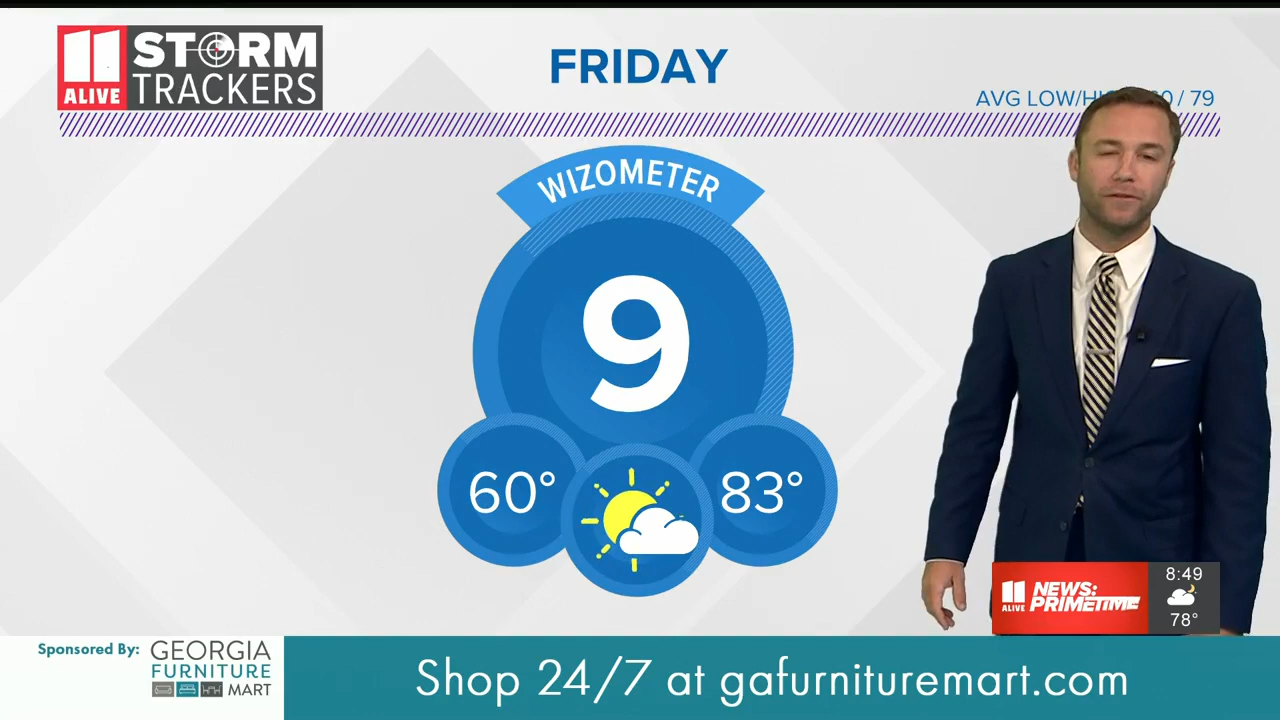 11
ALIVE
STORM
TRACKERS
FRIDAY
AVG LOW/HI 60 / 79
WIZOMETER
9
60°
83°
11
ALIVE
NEWS:
PRIMETIME
8:49
78°
Sponsored By:
GEORGIA
FURNITURE
MART
Shop 24/7 at gafurnituremart.com